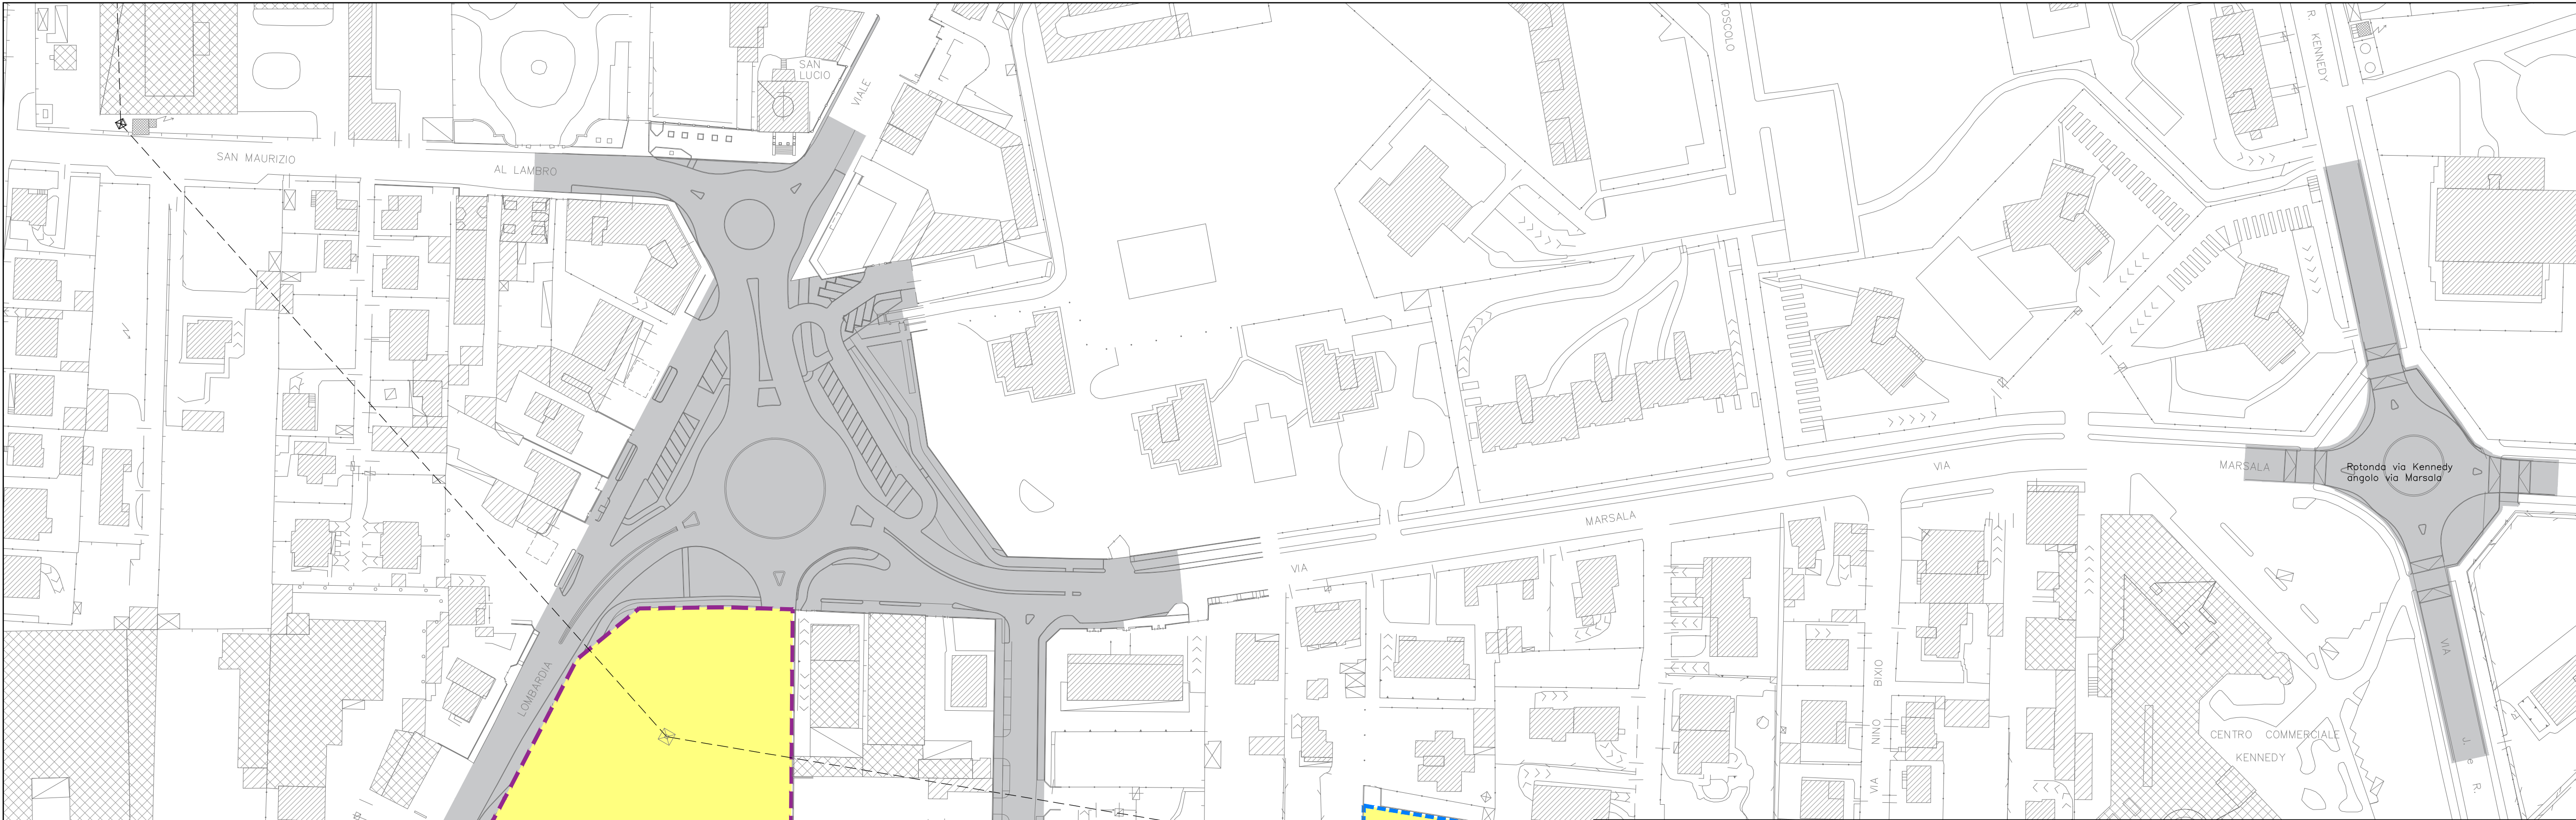 SAN
LUCIO
VIALE
FOSCOLO
R. KENNEDY
SAN MAURIZIO
AL LAMBRO
VIA
MARSALA
Rotonda via Kennedy
angolo via Marsala
MARSALA
VIA
LOMBARDIA
VIA NINO BIXIO
CENTRO COMMERCIALE
KENNEDY
VIA J. e R.